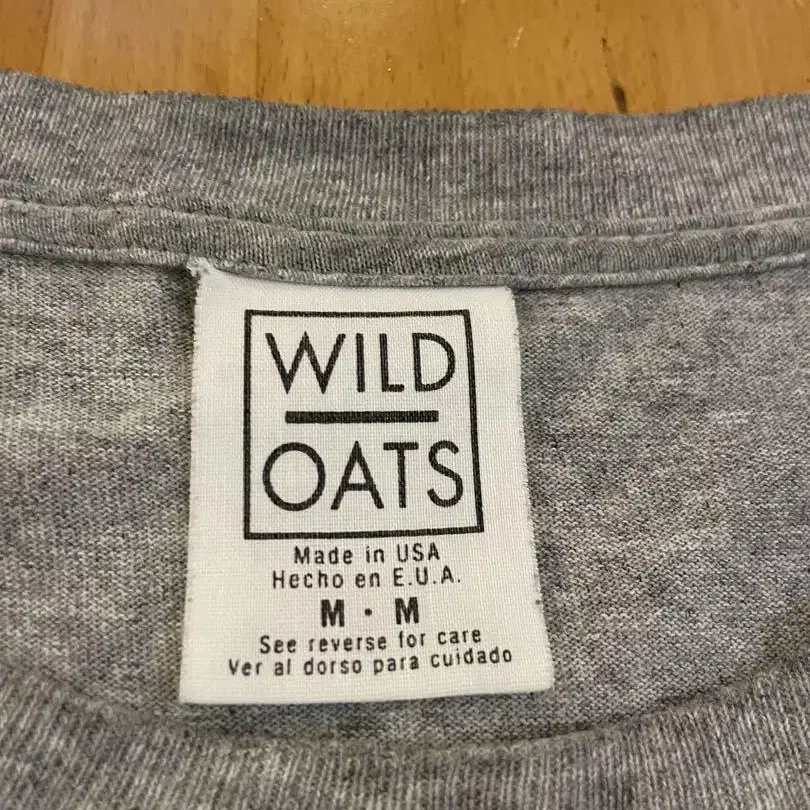 WILD
OATS
Made in USA
Hecho en E.U.A.
M · M
See reverse for care
Ver al dorso para cuidado